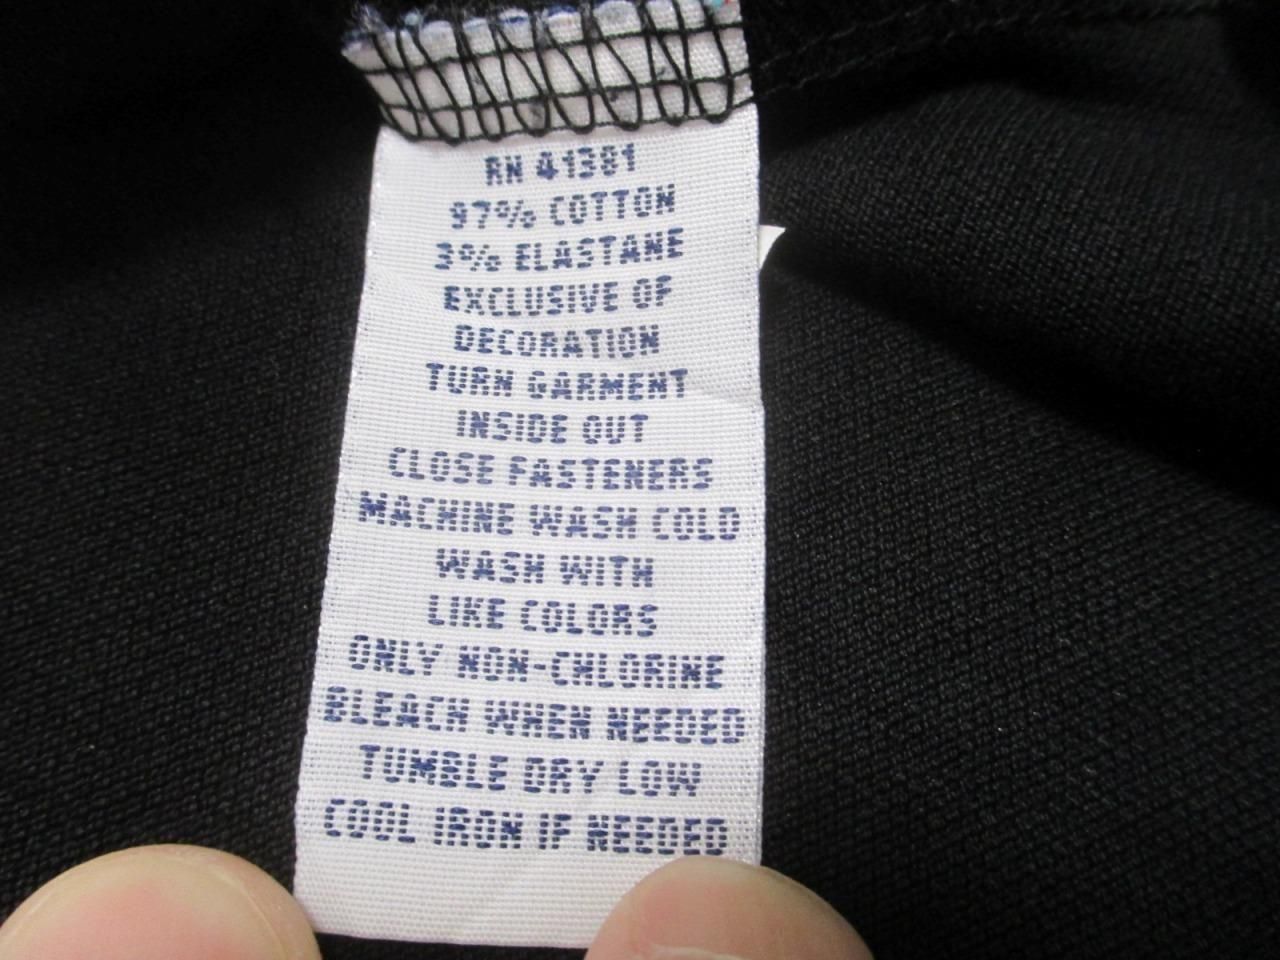 RN 41381
97% COTTON
3% ELASTANE
EXCLUSIVE OF
DECORATION
TURN GARMENT
INSIDE OUT
CLOSE FASTENERS
MACHINE WASH COLD
WASH WITH
LIKE COLORS
ONLY NON-CHLORINE
BLEACH WHEN NEEDED
TUMBLE DRY LOW
COOL IRON IF NEEDED